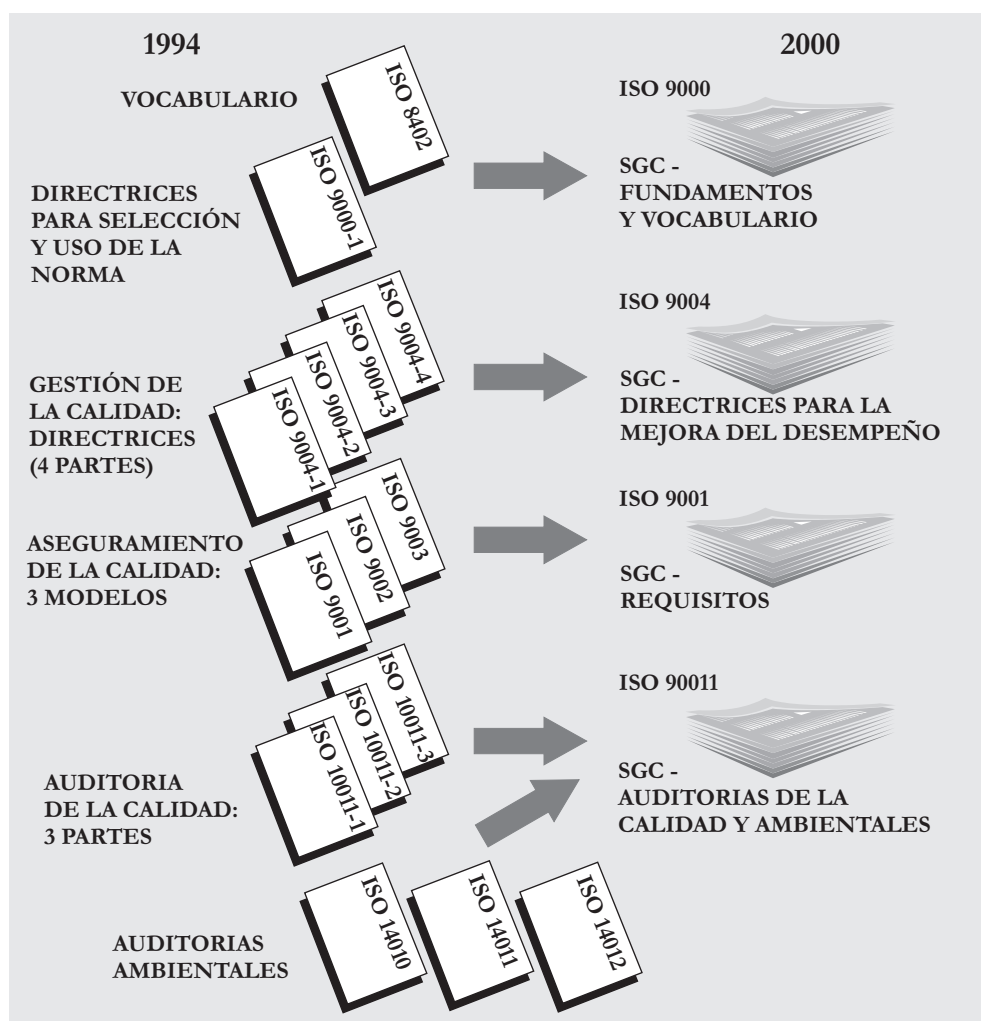 1994
2000
VOCABULARIO
ISO 8402
ISO 9000-1
DIRECTRICES
PARA SELECCIÓN
Y USO DE LA
NORMA
ISO 9000
SGC -
FUNDAMENTOS
Y VOCABULARIO
GESTIÓN DE
LA CALIDAD:
DIRECTRICES
(4 PARTES)
ISO 9004-1
ISO 9004-2
ISO 9004-3
ISO 9004-4
ISO 9004
SGC -
DIRECTRICES PARA LA
MEJORA DEL DESEMPEÑO
ASEGURAMIENTO
DE LA CALIDAD:
3 MODELOS
ISO 9001
ISO 9002
ISO 9003
ISO 9001
SGC -
REQUISITOS
AUDITORIA
DE LA CALIDAD:
3 PARTES
ISO 10011-1
ISO 10011-2
ISO 10011-3
ISO 90011
SGC -
AUDITORIAS DE LA
CALIDAD Y AMBIENTALES
AUDITORIAS
AMBIENTALES
ISO 14010
ISO 14011
ISO 14012